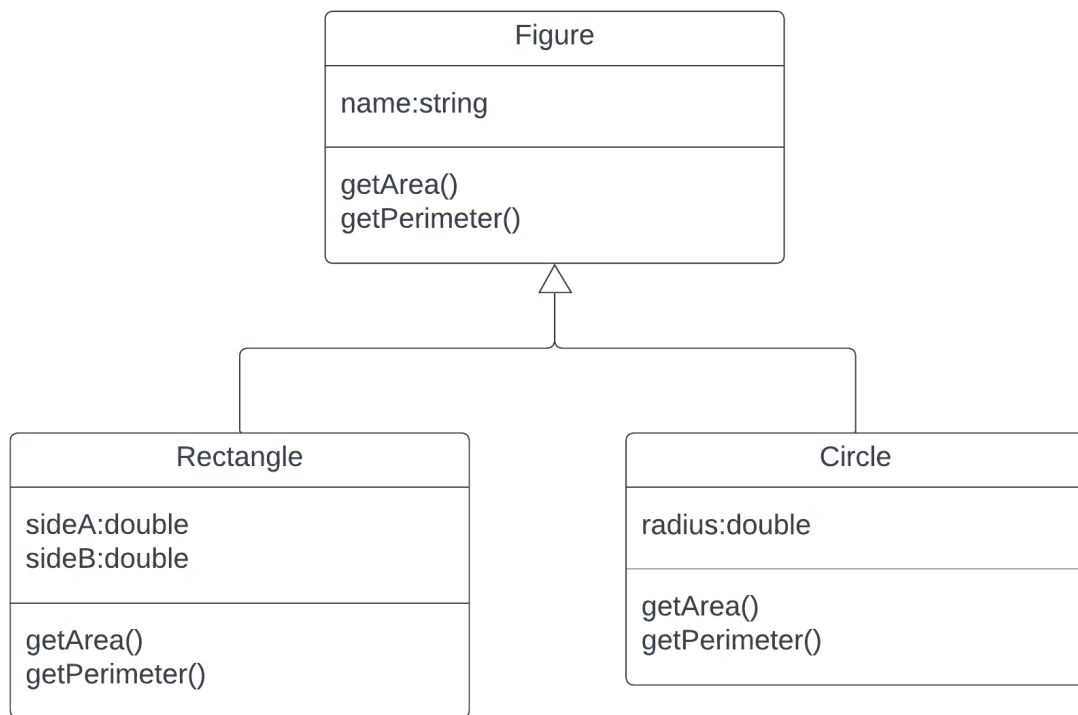 Figure
name:string
getArea()
getPerimeter()
Rectangle
sideA:double
sideB:double
getArea()
getPerimeter()
Circle
radius:double
getArea()
getPerimeter()